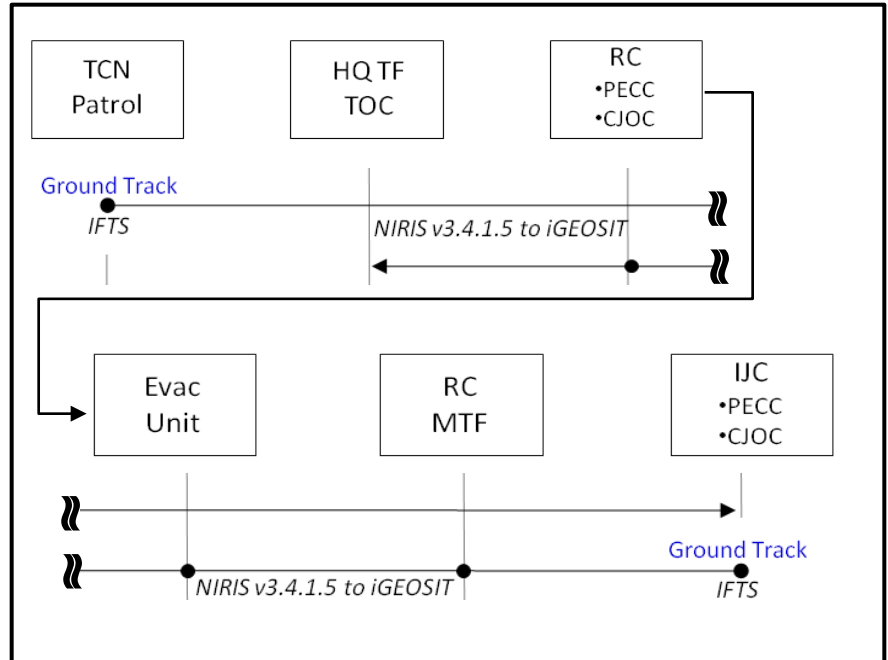 TCN
Patrol
HQ TF
TOC
RC
•PECC
•CJOC
Ground Track
IFTS
NIRIS v3.4.1.5 to iGEOSIT
Evac
Unit
RC
MTF
IJC
•PECC
•CJOC
Ground Track
NIRIS v3.4.1.5 to iGEOSIT
IFTS